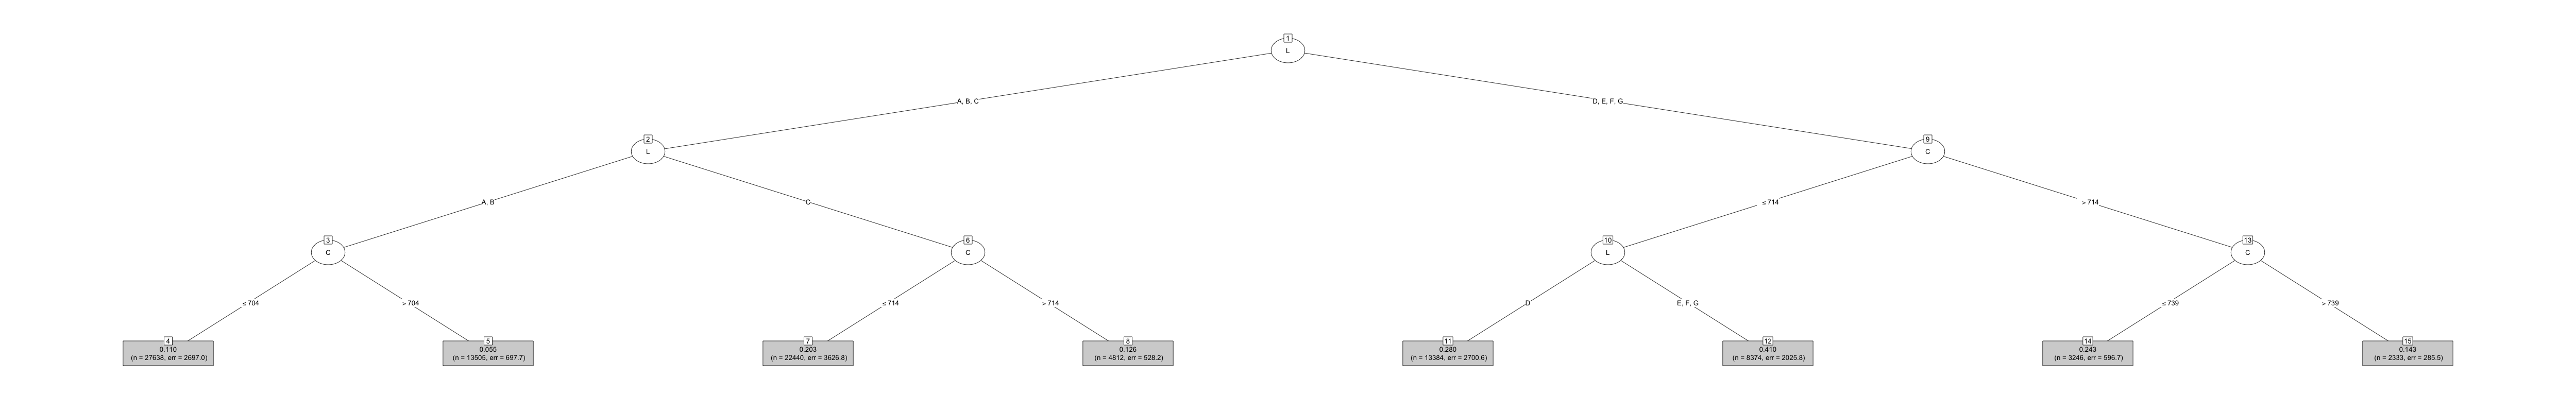 1
L
A, B, C
D, E, F, G
2
L
9
C
A, B
C
≤ 714
> 714
3
C
6
C
10
L
13
C
≤ 704
> 704
≤ 714
> 714
D
E, F, G
≤ 739
> 739
4
0.110
(n = 27638, err = 2697.0)
5
0.055
(n = 13505, err = 697.7)
7
0.203
(n = 22440, err = 3626.8)
8
0.126
(n = 4812, err = 528.2)
11
0.280
(n = 13384, err = 2700.6)
12
0.410
(n = 8374, err = 2025.8)
14
0.243
(n = 3246, err = 596.7)
15
0.143
(n = 2333, err = 285.5)